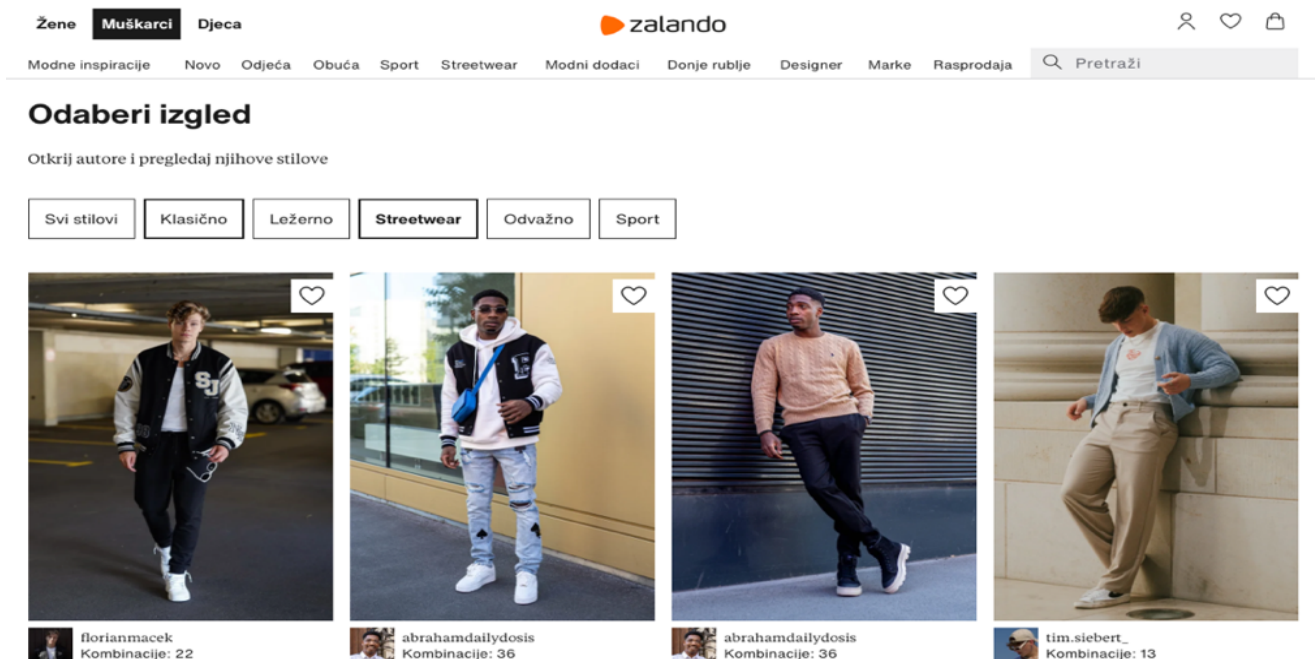 Žene Muškarci Djeca
zalando
Modne inspiracije Novo Odjeća Obuća Sport Streetwear Modni dodaci Donje rublje Designer Marke Rasprodaja Pretraži
Odaberi izgled
Otkrij autore i pregledaj njihove stilove
Svi stilovi Klasično Ležerno Streetwear Odvažno Sport
SJ
florianmacek abrahamdailydosis abrahamdailydosis tim.siebert_
Kombinacije: 22 Kombinacije: 36 Kombinacije: 36 Kombinacije: 13